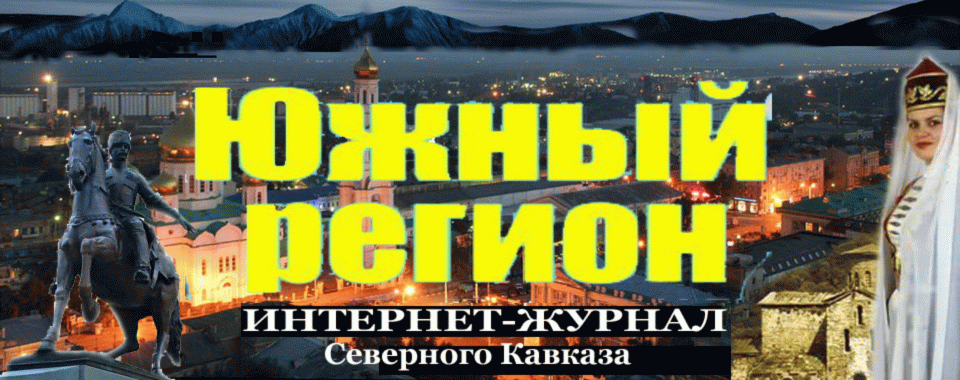 Южный
регион
ИНТЕРНЕТ-ЖУРНАЛ
Северного Кавказа